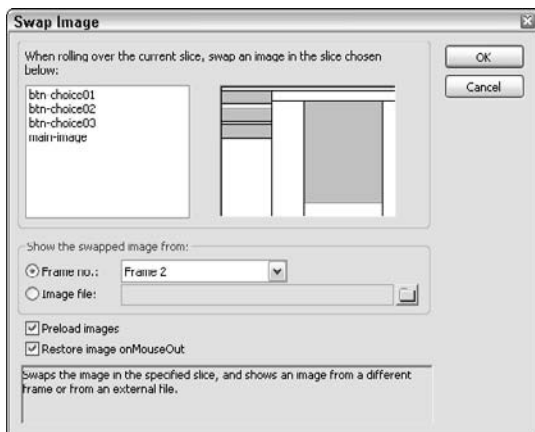 Swap Image
When rolling over the current slice, swap an image in the slice chosen
below:
OK
Cancel
btn-choice01
btn-choice02
btn-choice03
main-image
Show the swapped image from:
Frame no.: Frame 2
Image file:
Preload images
Restore image onMouseOut
Swaps the image in the specified slice, and shows an image from a different
frame or from an external file.